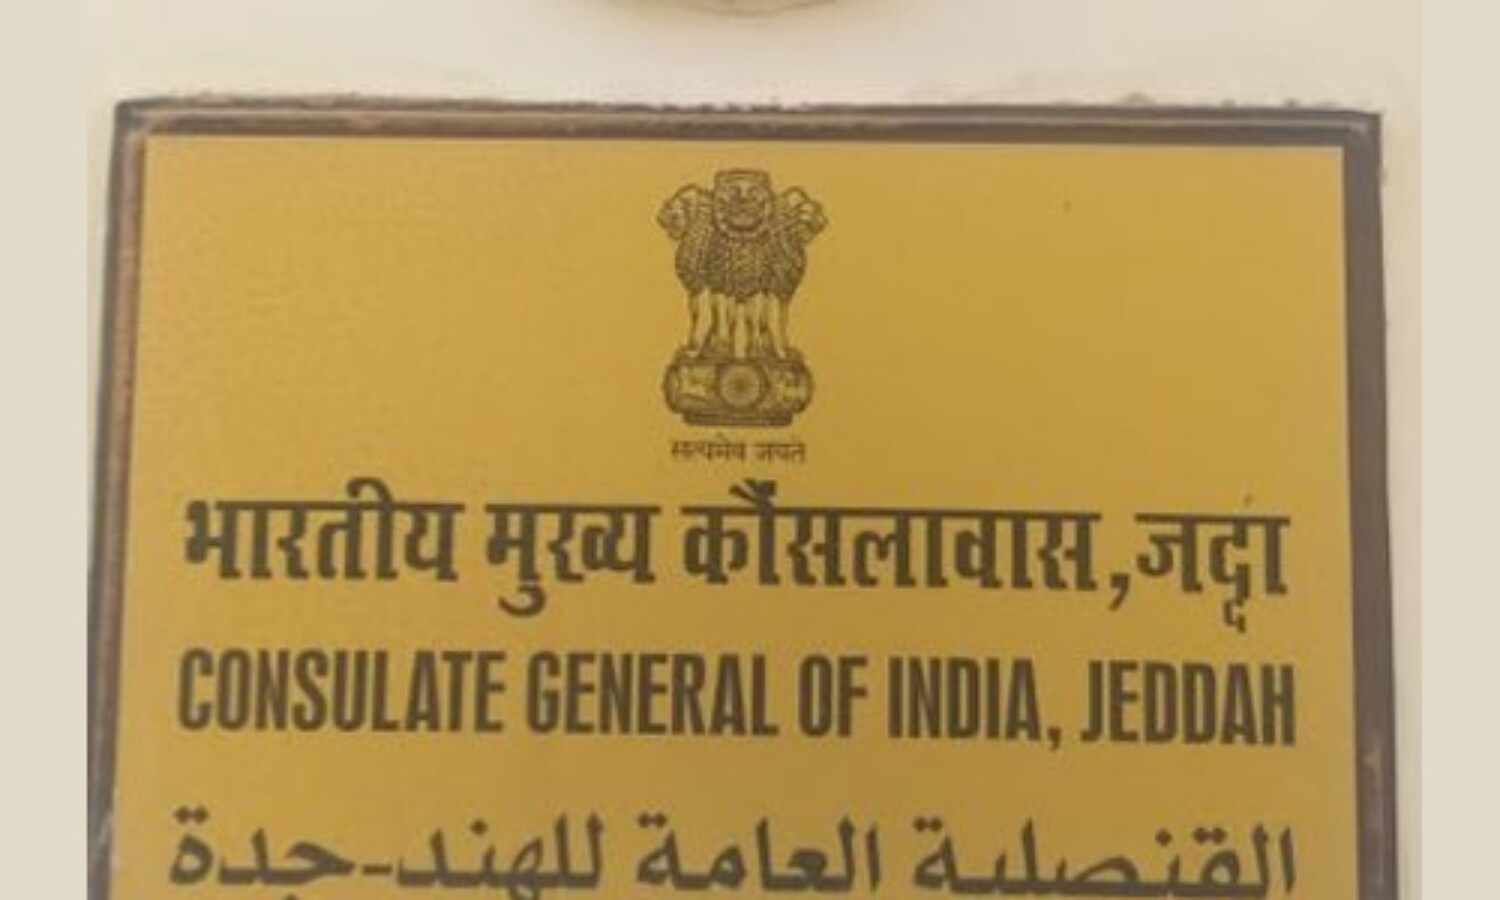 सत्यमेव जयते
भारतीय मुख्य कौंसलावास, जद्दा
CONSULATE GENERAL OF INDIA, JEDDAH
القنصلية العامة للهند-جدة